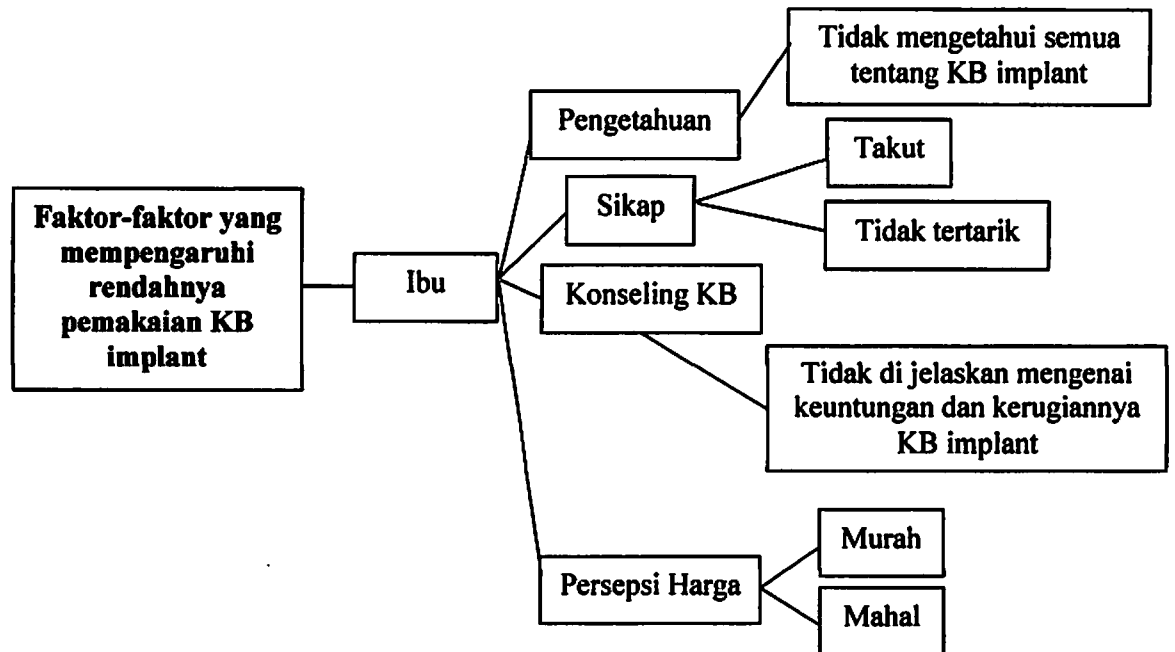 Faktor-faktor yang
mempengaruhi
rendahnya
pemakaian KB
implant
Ibu
Pengetahuan
Tidak mengetahui semua
tentang KB implant
Sikap
Takut
Tidak tertarik
Konseling KB
Tidak di jelaskan mengenai
keuntungan dan kerugiannya
KB implant
Persepsi Harga
Murah
Mahal